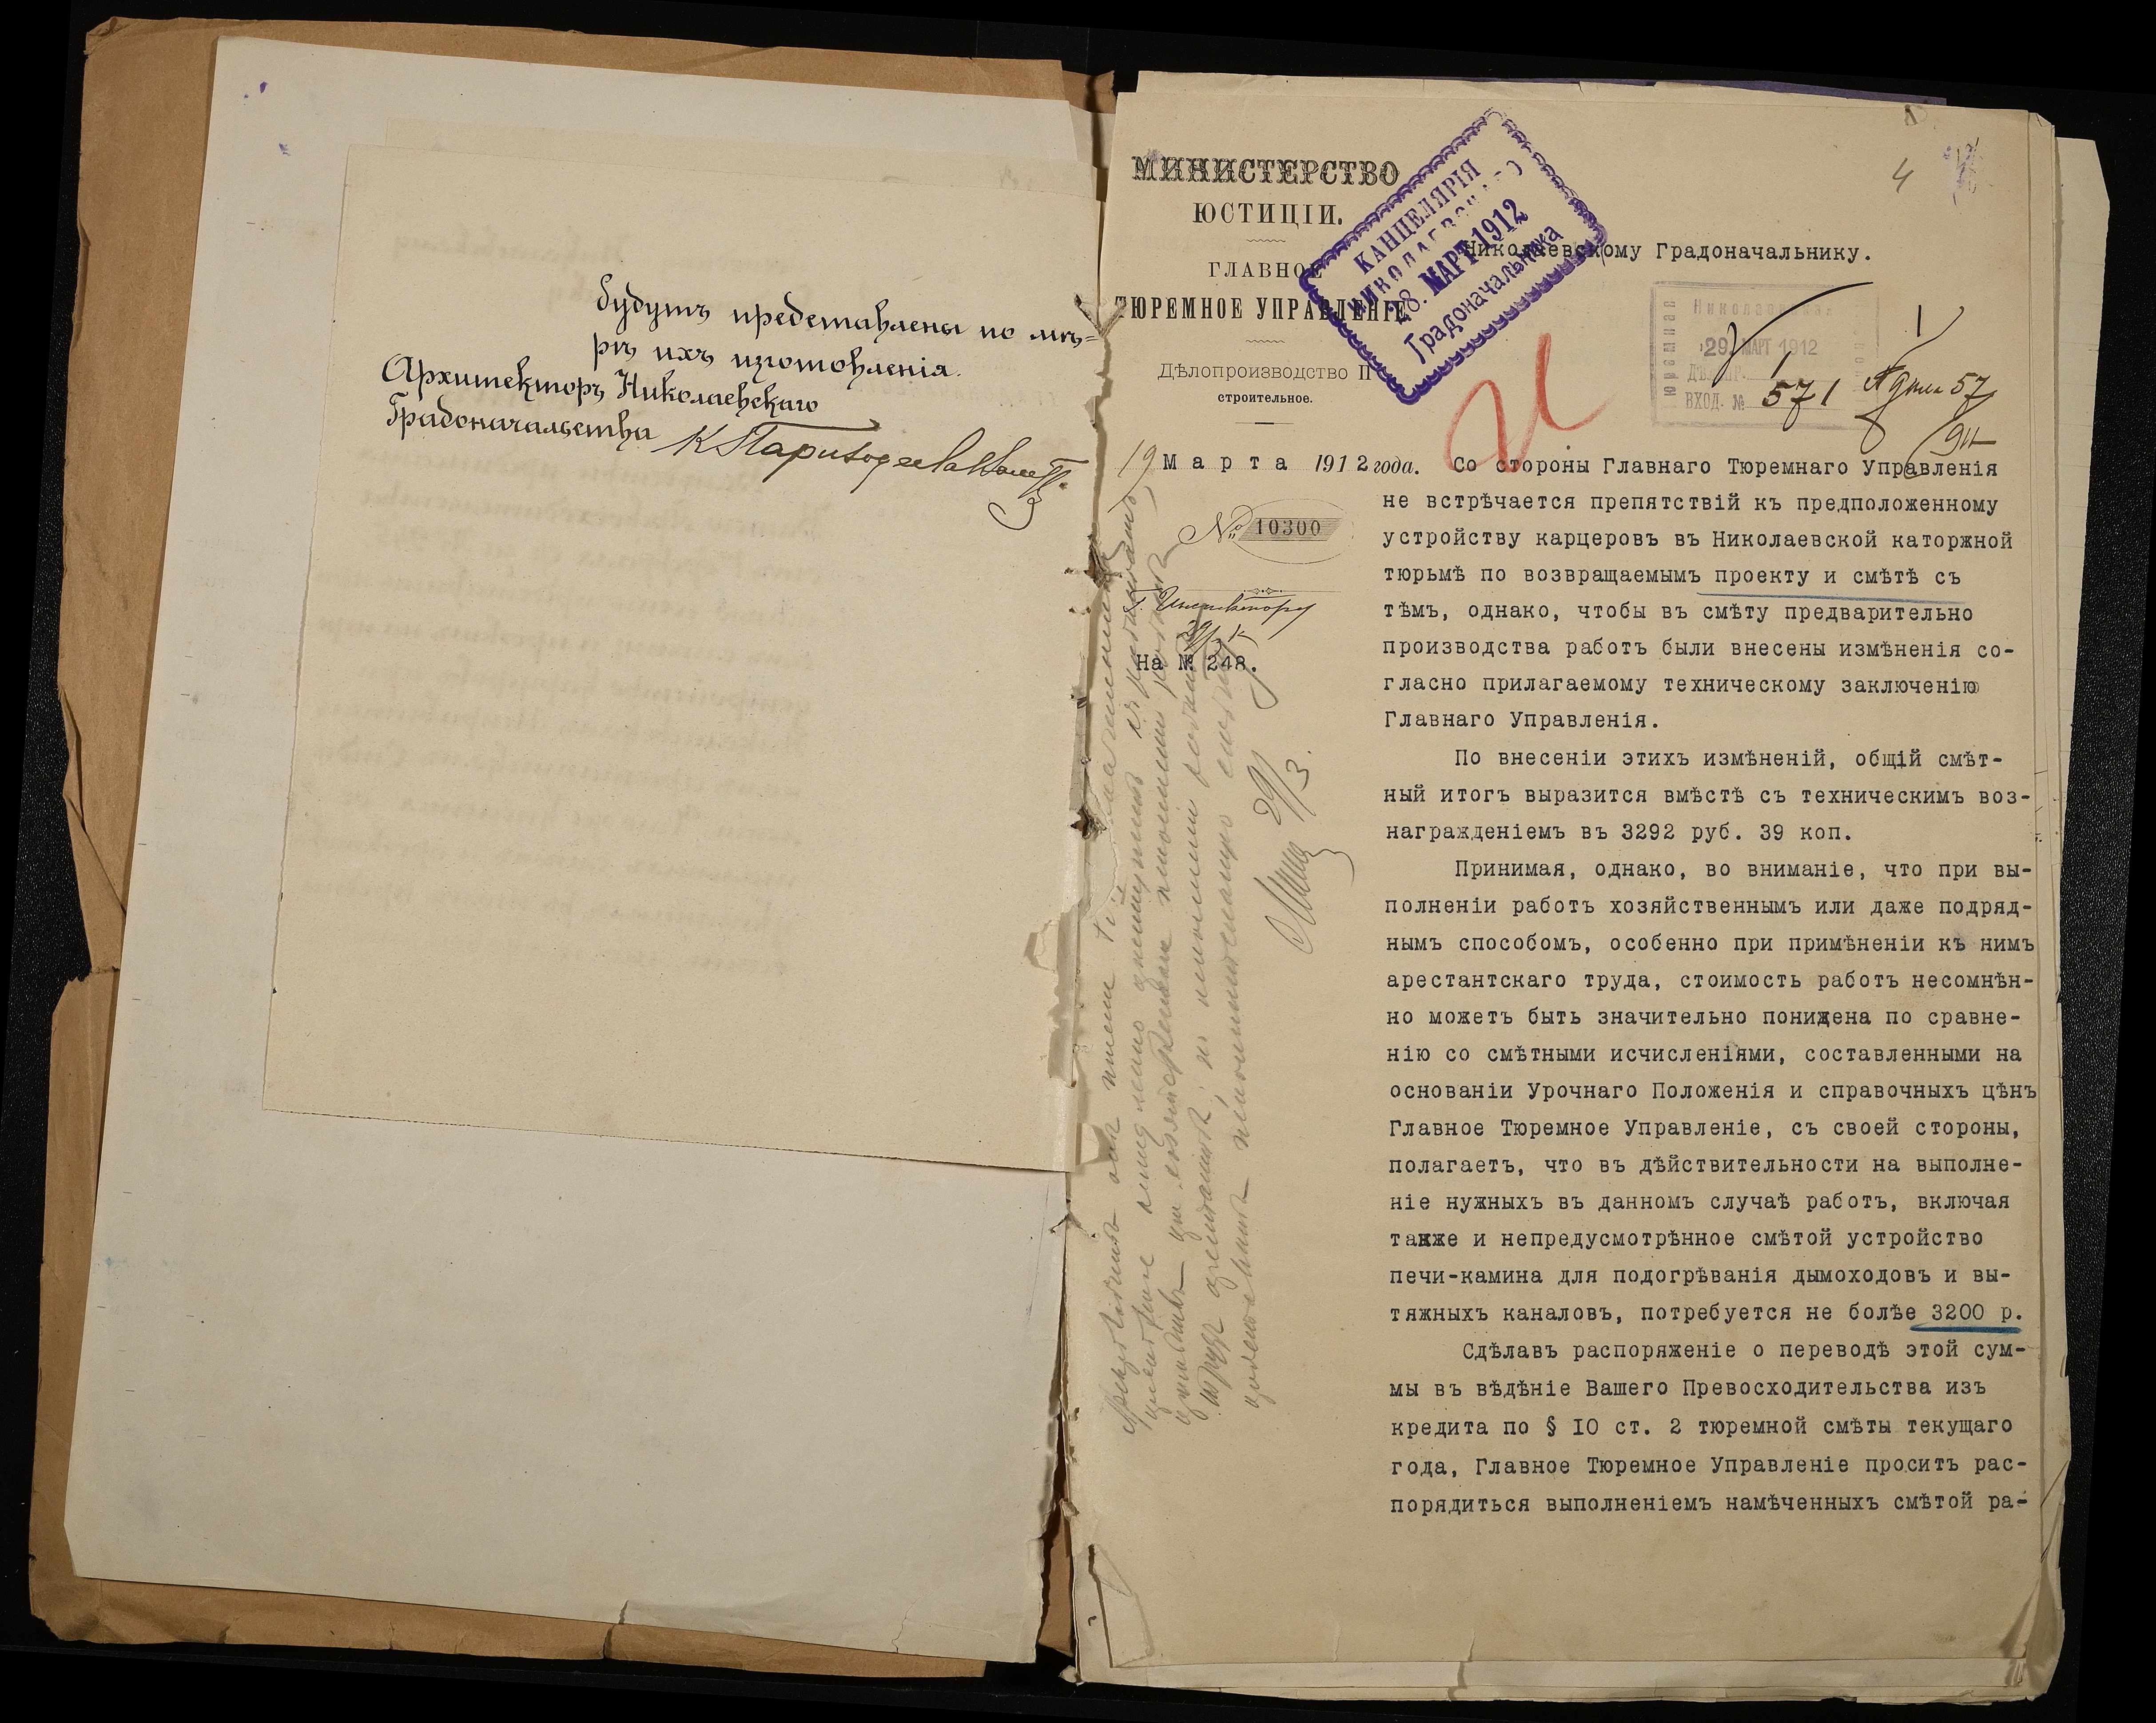 будутъ представлены по мѣ=
рѣ ихъ изготовленія.
Архитекторъ Николаевскаго
Градоначальства
4
МИНИСТЕРСТВО
ЮСТИЦІИ.
ГЛАВНОЕ
ТЮРЕМНОЕ УПРАВЛЕНІЕ
Дѣлопроизводство II
строительное.
КАНЦЕЛЯРІЯ
28. МАРТ 1912
Градоначальника
Николаевскому Градоначальнику.
29 МАРТ 1912
ВХОД. № 571
19 Марта 1912 года.
№ 10300
29/3
На № 248.
Со стороны Главнаго Тюремнаго Управленія
не встрѣчается препятствій къ предположенному
устройству карцеровъ въ Николаевской каторжной
тюрьмѣ по возвращаемымъ проекту и смѣтѣ съ
тѣмъ, однако, чтобы въ смѣту предварительно
производства работъ были внесены измѣненія со-
гласно прилагаемому техническому заключенію
Главнаго Управленія.
По внесеніи этихъ измѣненій, общій смѣт-
ный итогъ выразится вмѣстѣ съ техническимъ воз-
награжденіемъ въ 3292 руб. 39 коп.
Принимая, однако, во вниманіе, что при вы-
полненіи работъ хозяйственнымъ или даже подряд-
нымъ способомъ, особенно при примѣненіи къ нимъ
арестантскаго труда, стоимость работъ несомнѣн-
но можетъ быть значительно понижена по сравне-
нію со смѣтными исчисленіями, составленными на
основаніи Урочнаго Положенія и справочныхъ цѣнъ
Главное Тюремное Управленіе, съ своей стороны,
полагаетъ, что въ дѣйствительности на выполне-
ніе нужныхъ въ данномъ случаѣ работъ, включая
также и непредусмотрѣнное смѣтой устройство
печи-камина для подогрѣванія дымоходовъ и вы-
тяжныхъ каналовъ, потребуется не болѣе 3200 р.
Сдѣлавъ распоряженіе о переводѣ этой сум-
мы въ вѣдѣніе Вашего Превосходительства изъ
кредита по § 10 ст. 2 тюремной смѣты текущаго
года, Главное Тюремное Управленіе проситъ рас-
порядиться выполненіемъ намѣченныхъ смѣтой ра-